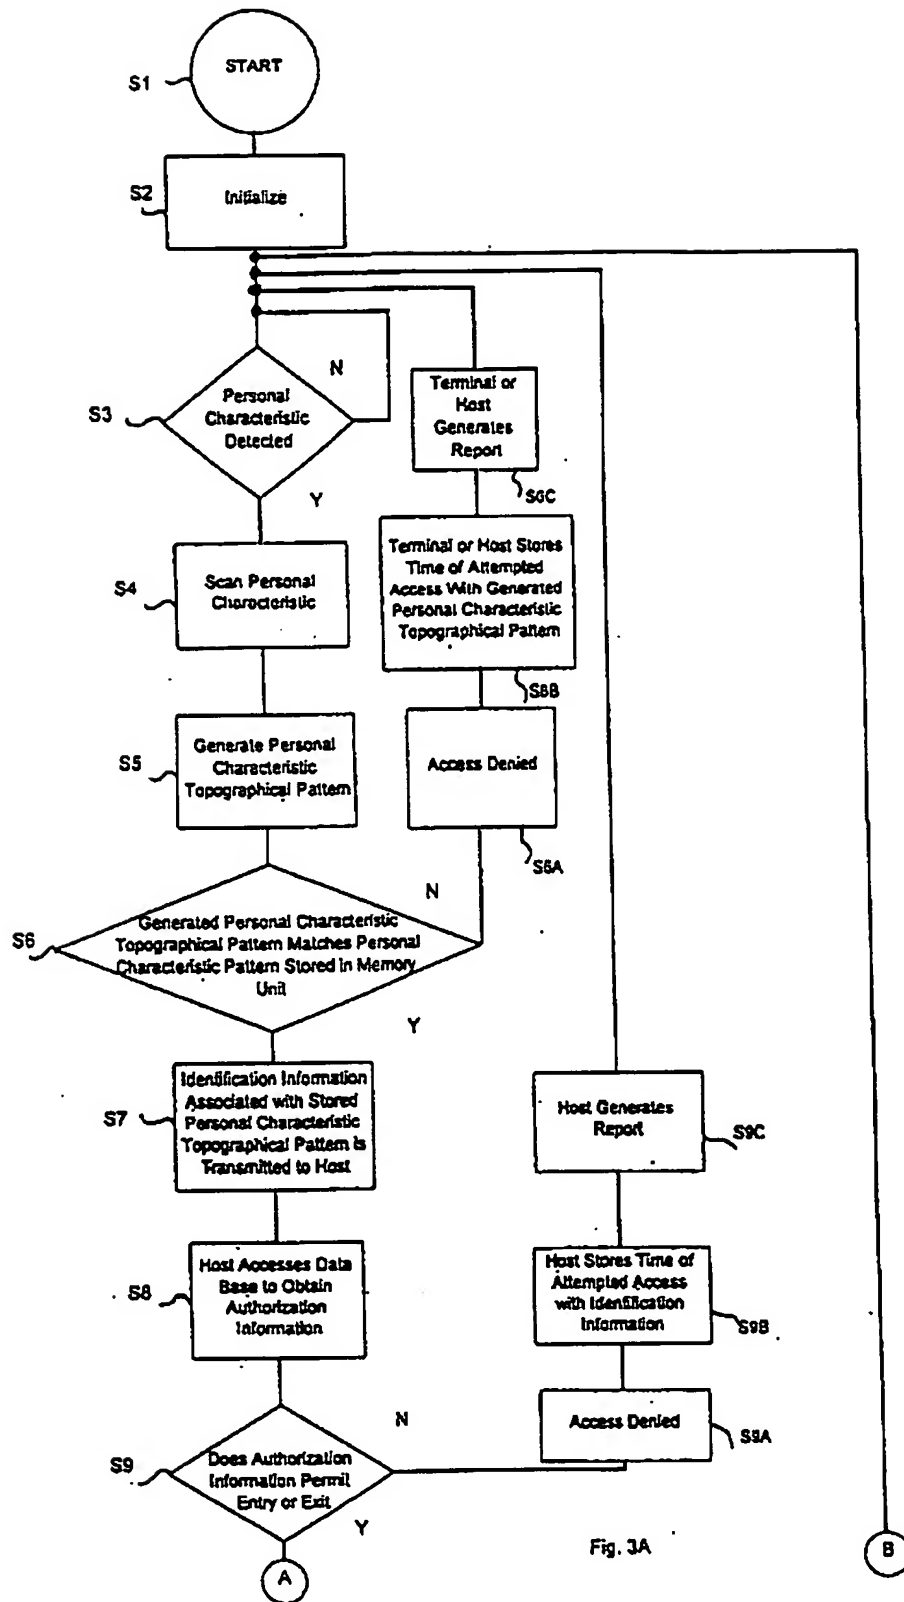 START
S1
S2
Initialize
N
S3
Personal
Characteristic
Detected
Y
Terminal or
Host
Generates
Report
S6C
S4
Scan Personal
Characteristic
Terminal or Host Stores
Time of Attempted
Access With Generated
Personal Characteristic
Topographical Pattern
S6B
S5
Generate Personal
Characteristic
Topographical Pattern
Access Denied
S6A
N
S6
Generated Personal Characteristic
Topographical Pattern Matches Personal
Characteristic Pattern Stored in Memory
Unit
Y
S7
Identification Information
Associated with Stored
Personal Characteristic
Topographical Pattern is
Transmitted to Host
Host Generates
Report
S9C
S8
Host Accesses Data
Base to Obtain
Authorization
Information
Host Stores Time of
Attempted Access
with Identification
Information
S9B
N
Access Denied
S9A
S9
Does Authorization
Information Permit
Entry or Exit
Y
A
Fig. 3A
B